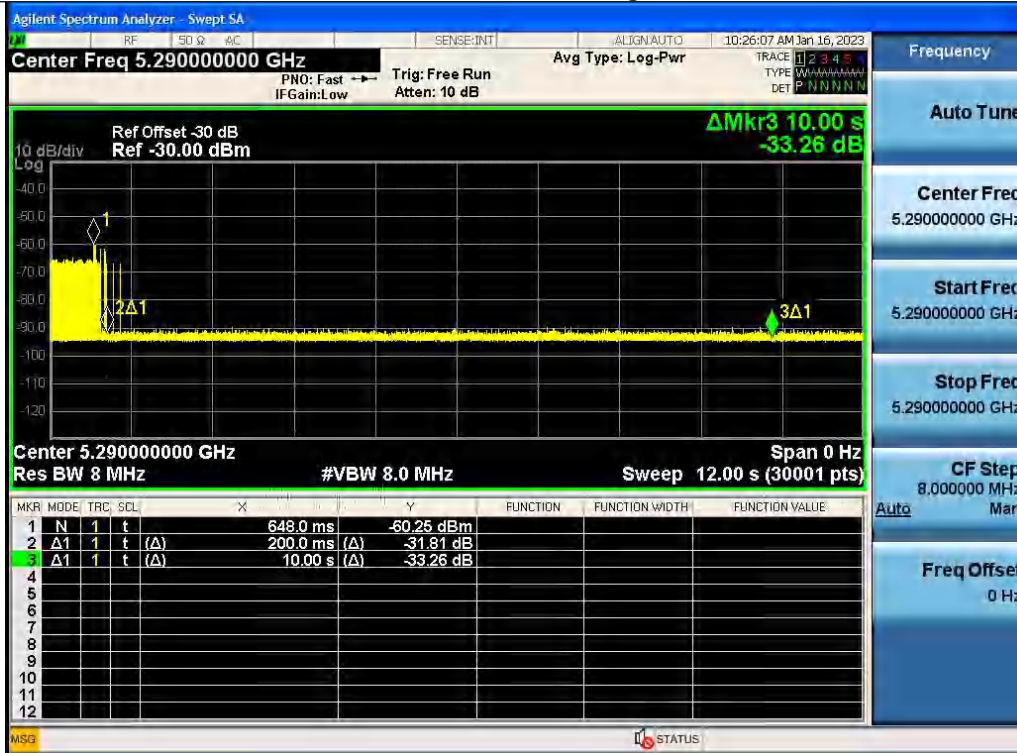 Agilent Spectrum Analyzer - Swept SA
LXI RF 50 Ω AC SENSE:INT ALIGN AUTO 10:26:07 AM Jan 16, 2023
Center Freq 5.290000000 GHz
PNO: Fast
IFGain:Low
Trig: Free Run
Atten: 10 dB
Avg Type: Log-Pwr
TRACE 1 2 3 4 5
TYPE
DET P N N N N N
ΔMkr3 10.00 s
-33.26 dB
Ref Offset -30 dB
10 dB/div Ref -30.00 dBm
Log
-40.0
-50.0
-60.0
-70.0
-80.0
-90.0
-100
-110
-120
1
2Δ1
3Δ1
Center 5.290000000 GHz Span 0 Hz
Res BW 8 MHz #VBW 8.0 MHz Sweep 12.00 s (30001 pts)
MKR MODE TRC SCL X Y FUNCTION FUNCTION WIDTH FUNCTION VALUE
1 N 1 t 648.0 ms -60.25 dBm
2 Δ1 1 t (Δ) 200.0 ms (Δ) -31.81 dB
3 Δ1 1 t (Δ) 10.00 s (Δ) -33.26 dB
4
5
6
7
8
9
10
11
12
MSG STATUS
Frequency
Auto Tune
Center Freq
5.290000000 GHz
Start Freq
5.290000000 GHz
Stop Freq
5.290000000 GHz
CF Step
8.000000 MHz
Auto Man
Freq Offset
0 Hz